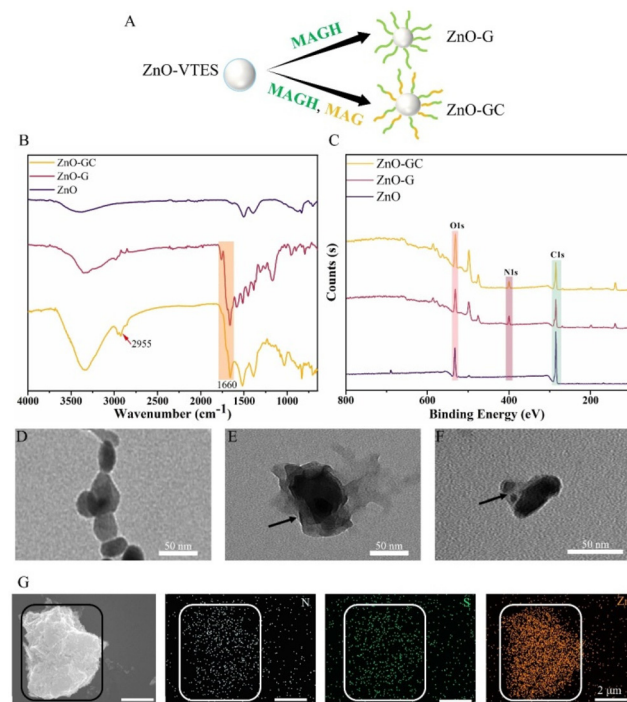 A
MAGH
ZnO-G
ZnO-VTES
MAGH, MAG
ZnO-GC
B
ZnO-GC
ZnO-G
ZnO
2955
1660
4000 3500 3000 2500 2000 1500 1000
Wavenumber (cm-1)
C
ZnO-GC
ZnO-G
ZnO
O1s
N1s
C1s
Counts (s)
800 600 400 200
Binding Energy (eV)
D
50 nm
E
50 nm
F
50 nm
G
N
S
2 μm